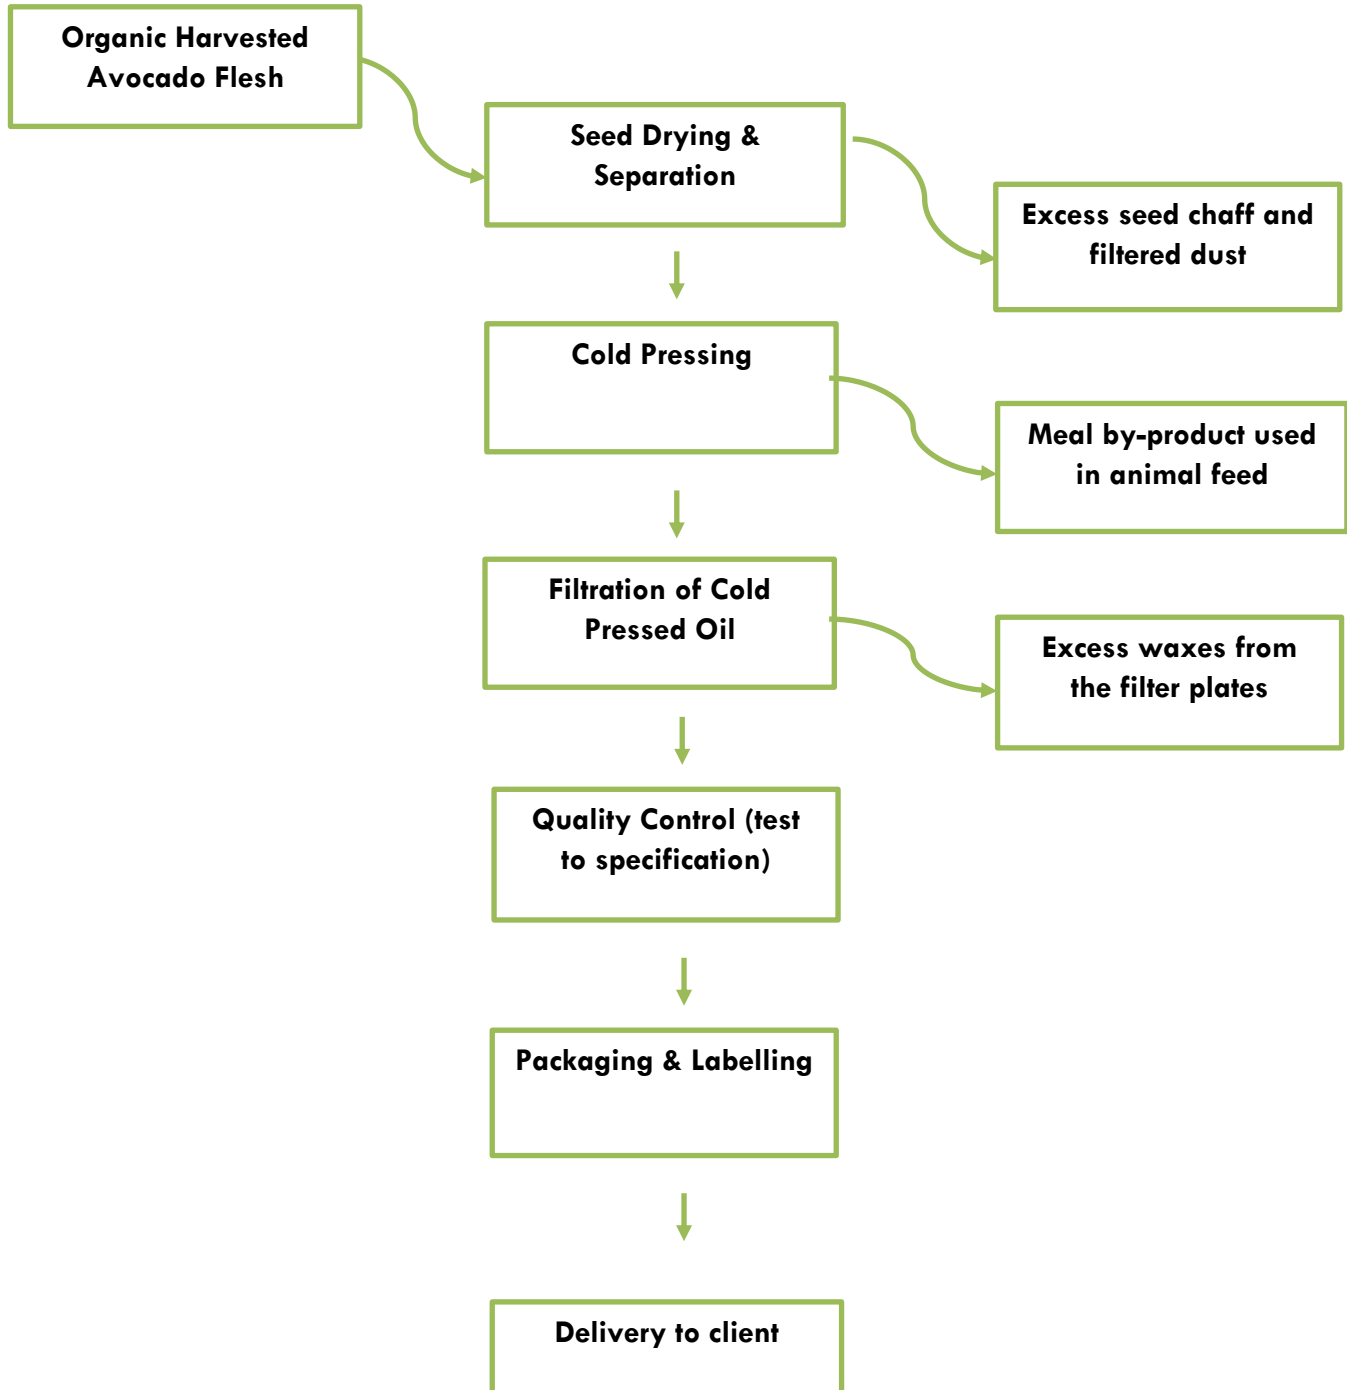 Organic Harvested
Avocado Flesh
Seed Drying &
Separation
Excess seed chaff and
filtered dust
Cold Pressing
Meal by-product used
in animal feed
Filtration of Cold
Pressed Oil
Excess waxes from
the filter plates
Quality Control (test
to specification)
Packaging & Labelling
Delivery to client